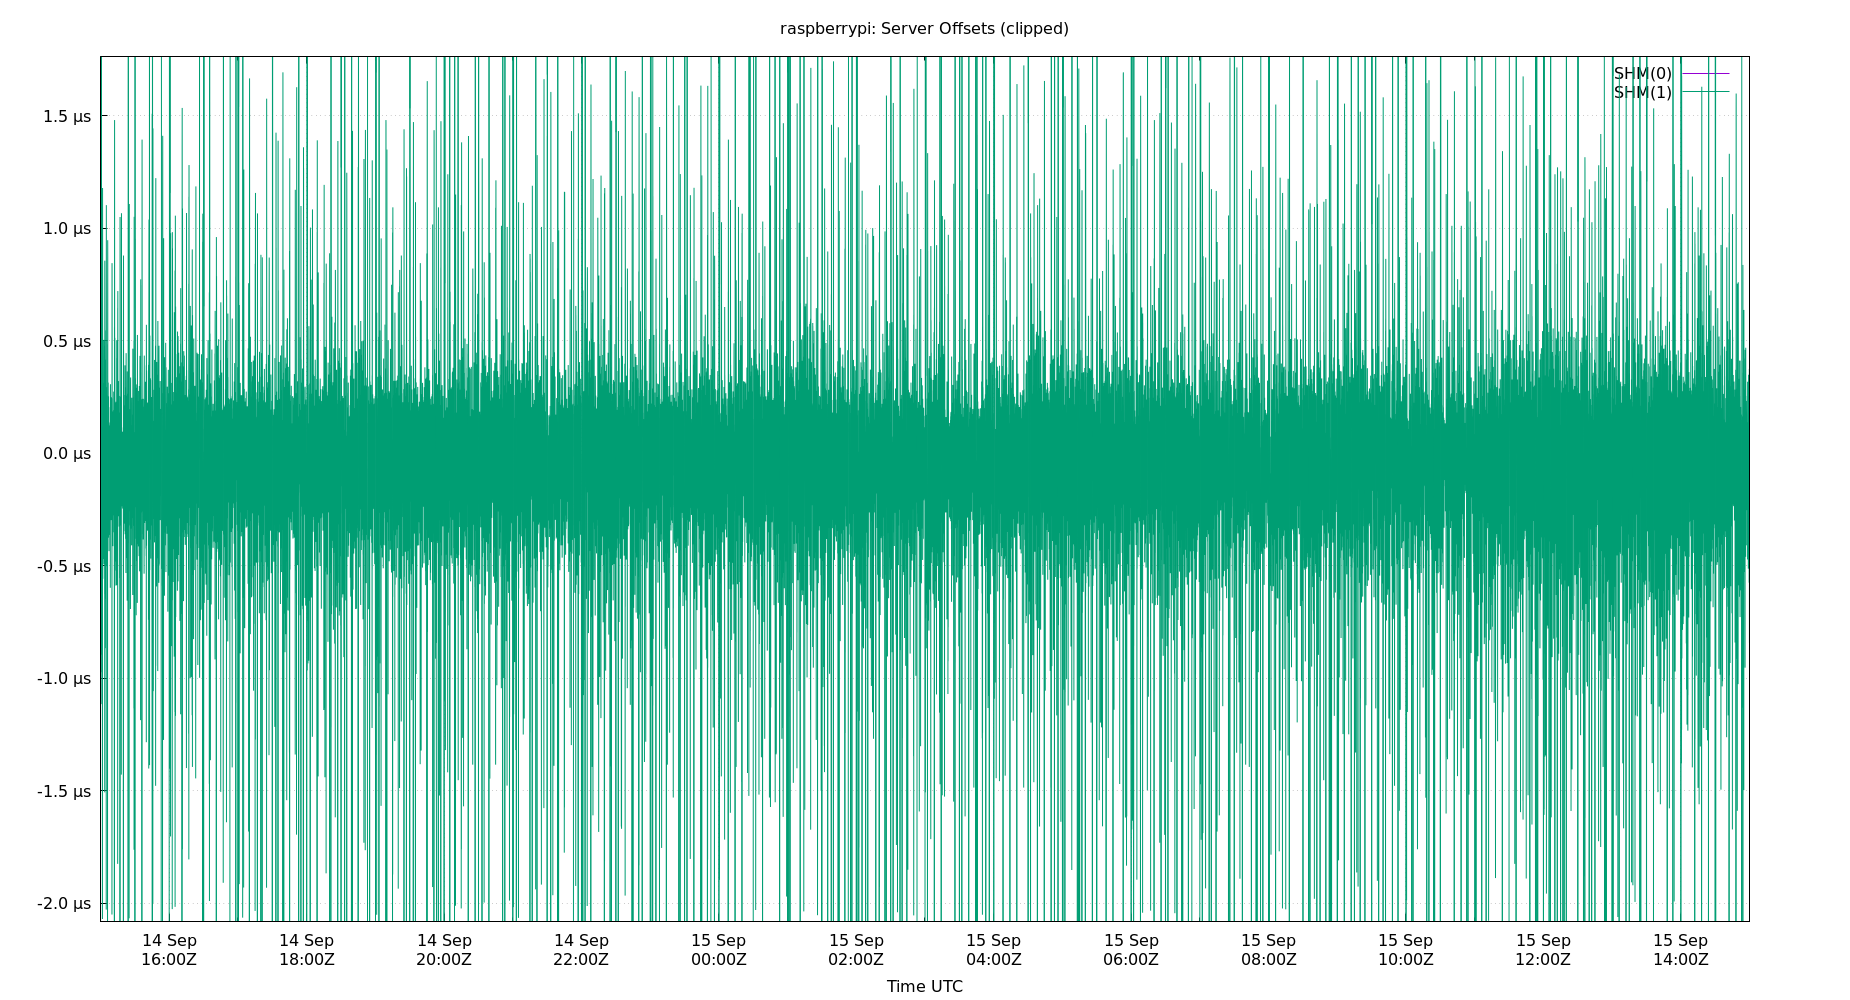 raspberrypi: Server Offsets (clipped)
SHM(0)
SHM(1)
1.5 µs
1.0 µs
0.5 µs
0.0 µs
-0.5 µs
-1.0 µs
-1.5 µs
-2.0 µs
14 Sep 14 Sep 14 Sep 14 Sep 15 Sep 15 Sep 15 Sep 15 Sep 15 Sep 15 Sep 15 Sep 15 Sep
16:00Z 18:00Z 20:00Z 22:00Z 00:00Z 02:00Z 04:00Z 06:00Z 08:00Z 10:00Z 12:00Z 14:00Z
Time UTC